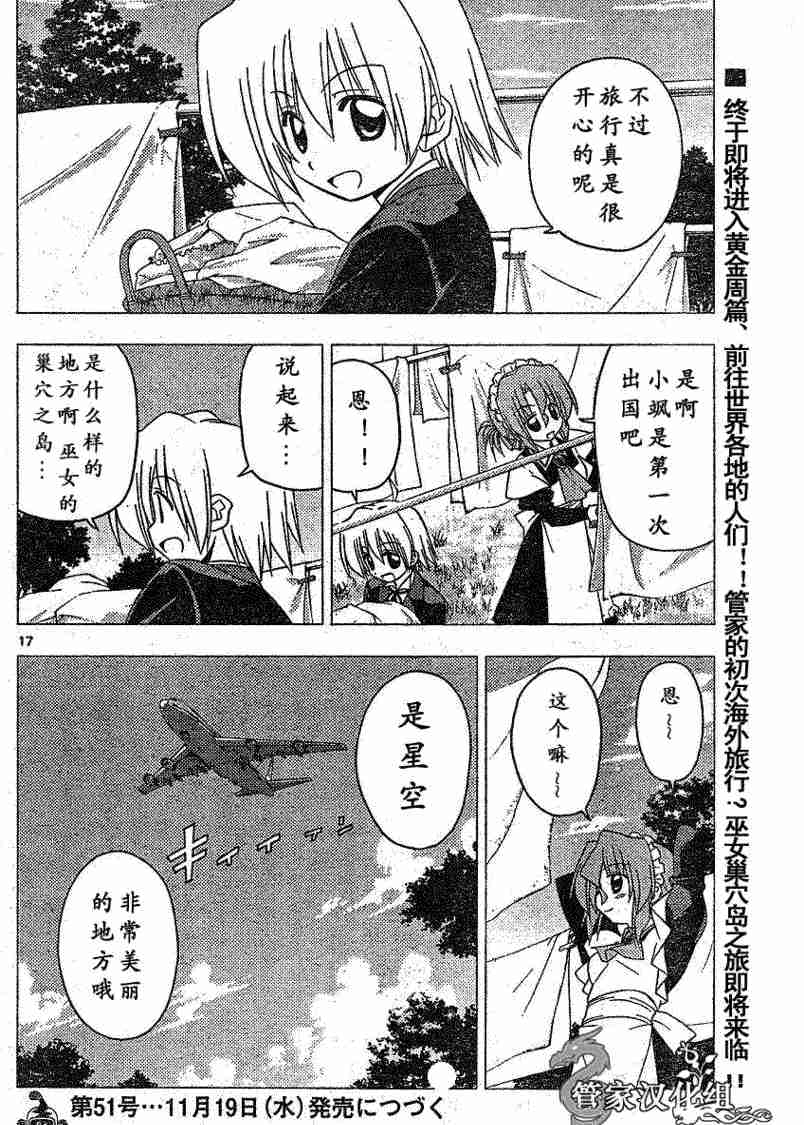 不过
旅行真是很
开心的呢
是啊
小飒是第一次
出国吧
恩！！
说起来…
是什么样的
地方啊 巫女的
巢穴之岛…
17
恩~~
这个嘛~~
是星空
非常美丽
的地方哦
キィィィン
■ 终于即将进入黄金周篇、前往世界各地的人们！！管家的初次海外旅行？巫女巢穴岛之旅即将来临!!
第51号…11月19日(水)発売につづく
管家汉化组